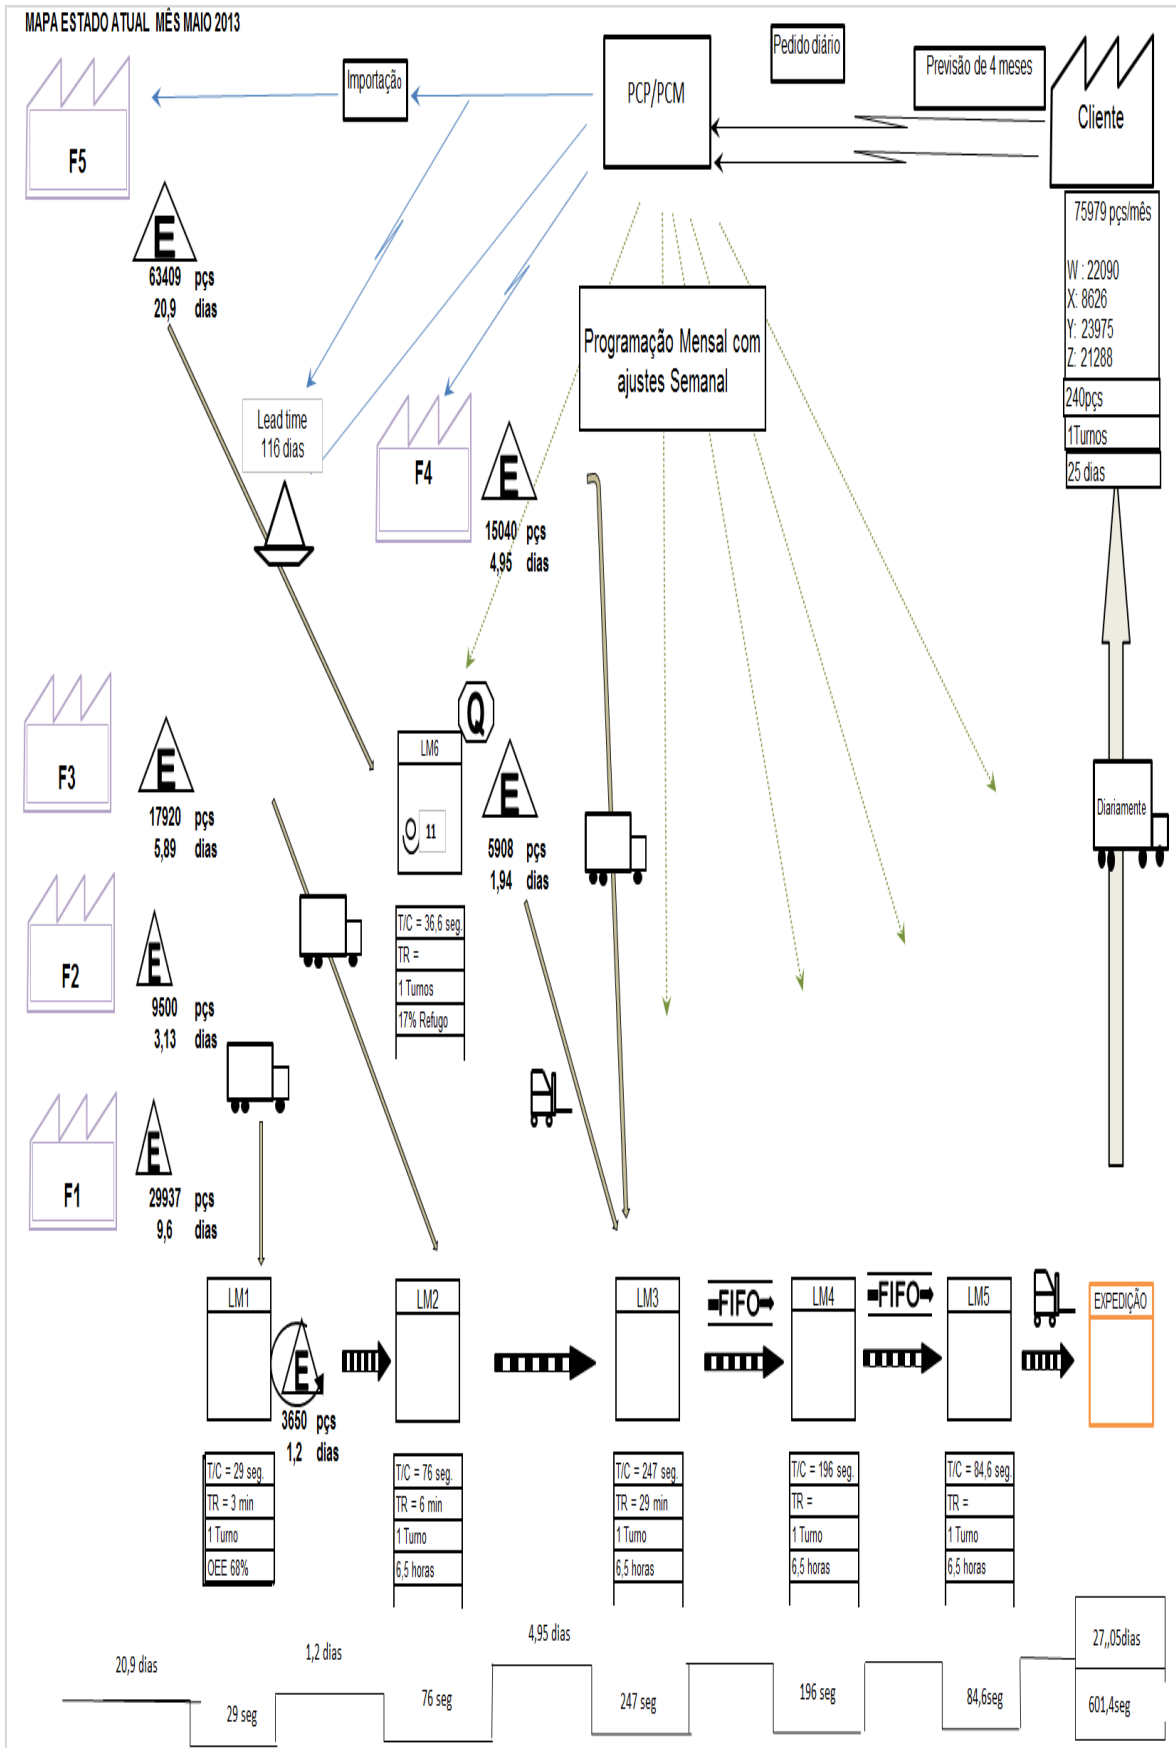 MAPA ESTADO ATUAL MÊS MAIO 2013
F5
Importação
PCP/PCM
Pedido diário
Previsão de 4 meses
Cliente
75979 pçs/mês
W : 22090
X: 8626
Y: 23975
Z: 21288
240pçs
1Turnos
25 dias
E
63409 pçs
20,9 dias
Programação Mensal com
ajustes Semanal
Lead time
116 dias
F4
E
15040 pçs
4,95 dias
Q
F3
E
17920 pçs
5,89 dias
LM6
11
E
5908 pçs
1,94 dias
Diariamente
T/C = 36,6 seg.
TR =
1 Turnos
17% Refugo
F2
E
9500 pçs
3,13 dias
F1
E
29937 pçs
9,6 dias
LM1
E
3650 pçs
1,2 dias
LM2
LM3
FIFO
LM4
FIFO
LM5
EXPEDIÇÃO
T/C = 29 seg.
TR = 3 min
1 Turno
OEE 68%
T/C = 76 seg.
TR = 6 min
1 Turno
6,5 horas
T/C = 247 seg.
TR = 29 min
1 Turno
6,5 horas
T/C = 196 seg.
TR =
1 Turno
6,5 horas
T/C = 84,6 seg.
TR =
1 Turno
6,5 horas
20,9 dias
29 seg
1,2 dias
76 seg
4,95 dias
247 seg
196 seg
84,6seg
27,,05dias
601,4seg